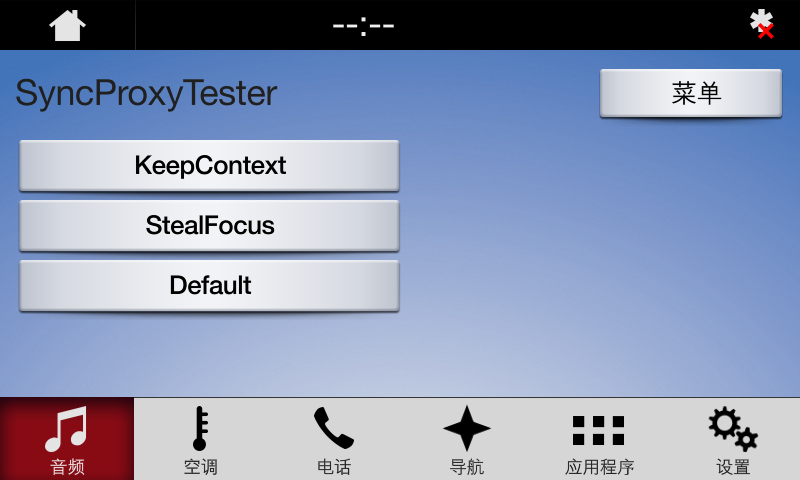 --:--
SyncProxyTester
菜单
KeepContext
StealFocus
Default
音频
空调
电话
导航
应用程序
设置